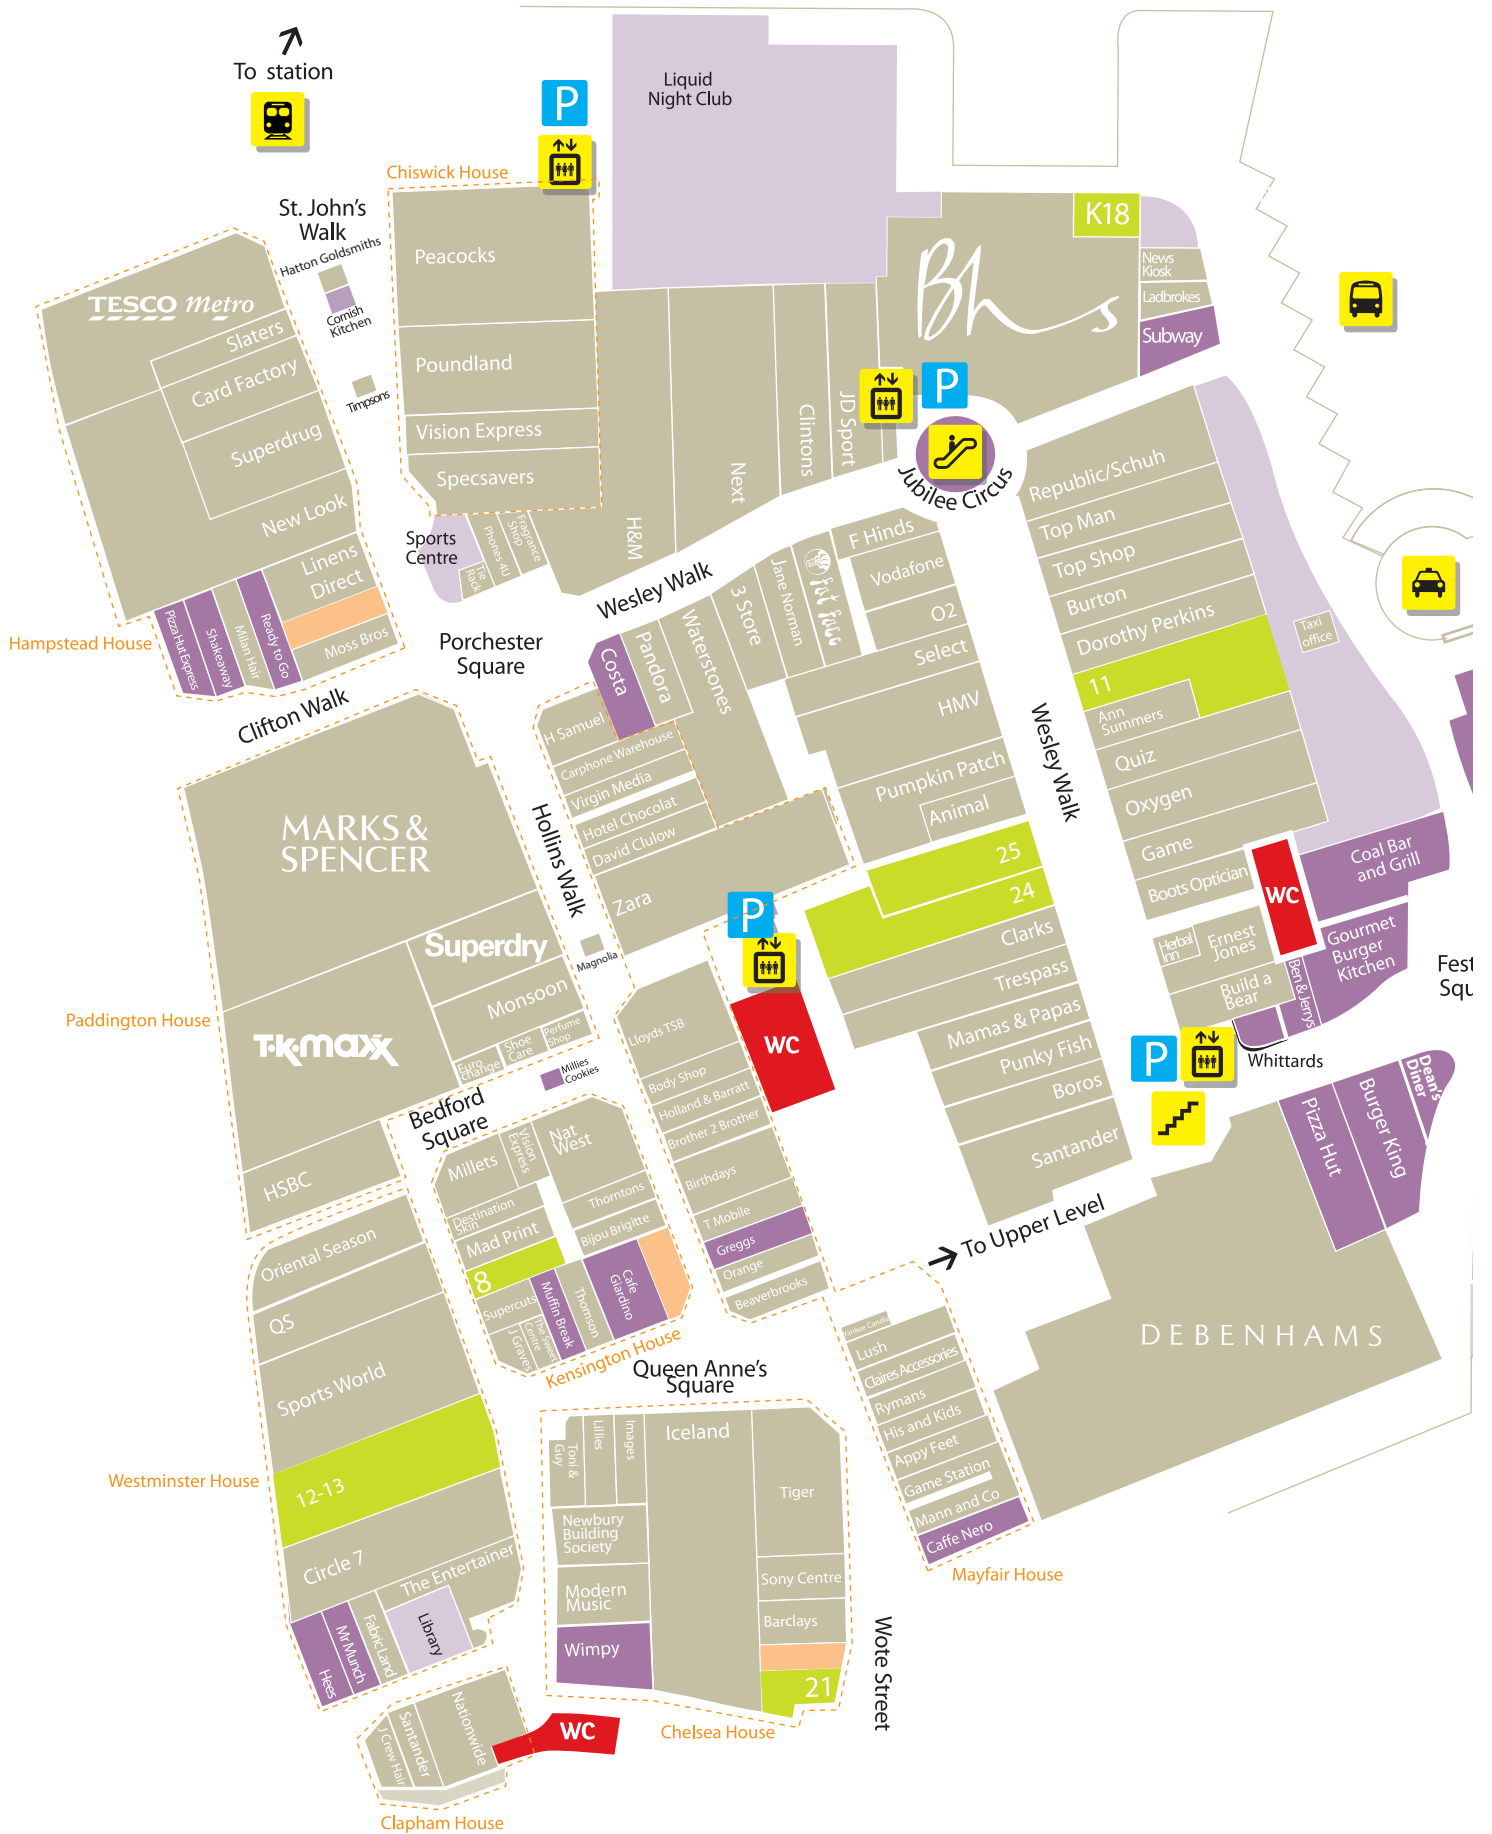 To station
P
Liquid
Night Club
Chiswick House
St. John's
Walk
Hatton Goldsmiths
Cornish
Kitchen
Timpsons
TESCO Metro
Slaters
Card Factory
Superdrug
New Look
Linens
Direct
Moss Bros
Pizza Hut Express
Shakeaway
Milan Hair
Ready to Go
Hampstead House
Clifton Walk
Peacocks
Poundland
Vision Express
Specsavers
Sports
Centre
Tie
Rack
Phones 4U
Fragrance
Shop
H&M
Next
Clintons
JD Sport
Bhs
K18
News
Kiosk
Ladbrokes
Subway
P
Jubilee Circus
Wesley Walk
Porchester
Square
Costa
Pandora
Waterstones
3 Store
Jane Norman
fat face
F Hinds
Vodafone
O2
Select
HMV
Pumpkin Patch
Animal
25
24
Clarks
Trespass
Mamas & Papas
Punky Fish
Boros
Santander
Republic/Schuh
Top Man
Top Shop
Burton
Dorothy Perkins
11
Ann
Summers
Quiz
Oxygen
Game
Boots Optician
WC
Taxi
office
Wesley Walk
Herbal
Inn
Ernest
Jones
Build a
Bear
Ben & Jerrys
Coal Bar
and Grill
Gourmet
Burger
Kitchen
Fest
Squ
Whittards
P
Pizza Hut
Burger King
Dean's
Diner
DEBENHAMS
To Upper Level
H Samuel
Carphone Warehouse
Virgin Media
Hotel Chocolat
David Clulow
Zara
Hollins Walk
Magnolia
MARKS &
SPENCER
Superdry
Monsoon
Perfume
Shop
Shoe
Care
Euro
change
TK maxx
HSBC
Paddington House
Millies
Cookies
Bedford
Square
P
WC
Lloyds TSB
Body Shop
Holland & Barratt
Brother 2 Brother
Birthdays
T Mobile
Greggs
Orange
Beaverbrooks
Millets
Vision
Express
Nat
West
Destination
Skin
Mad Print
8
Thorntons
Bijou Brigitte
Supercuts
J Graves
The Sweet
Centre
Muffin Break
Thomson
Cafe
Giardino
Kensington House
Queen Anne's
Square
Oriental Season
QS
Sports World
12-13
Circle 7
The Entertainer
Hees
Mr Munch
Fabric Land
Library
Westminster House
Yankee Candle
Lush
Claires Accessories
Rymans
His and Kids
Appy Feet
Game Station
Mann and Co
Caffe Nero
Mayfair House
Toni &
Guy
Lillies
Images
Iceland
Tiger
Newbury
Building
Society
Modern
Music
Wimpy
Sony Centre
Barclays
21
Wote Street
Chelsea House
J Crew Hair
Santander
Nationwide
WC
Clapham House